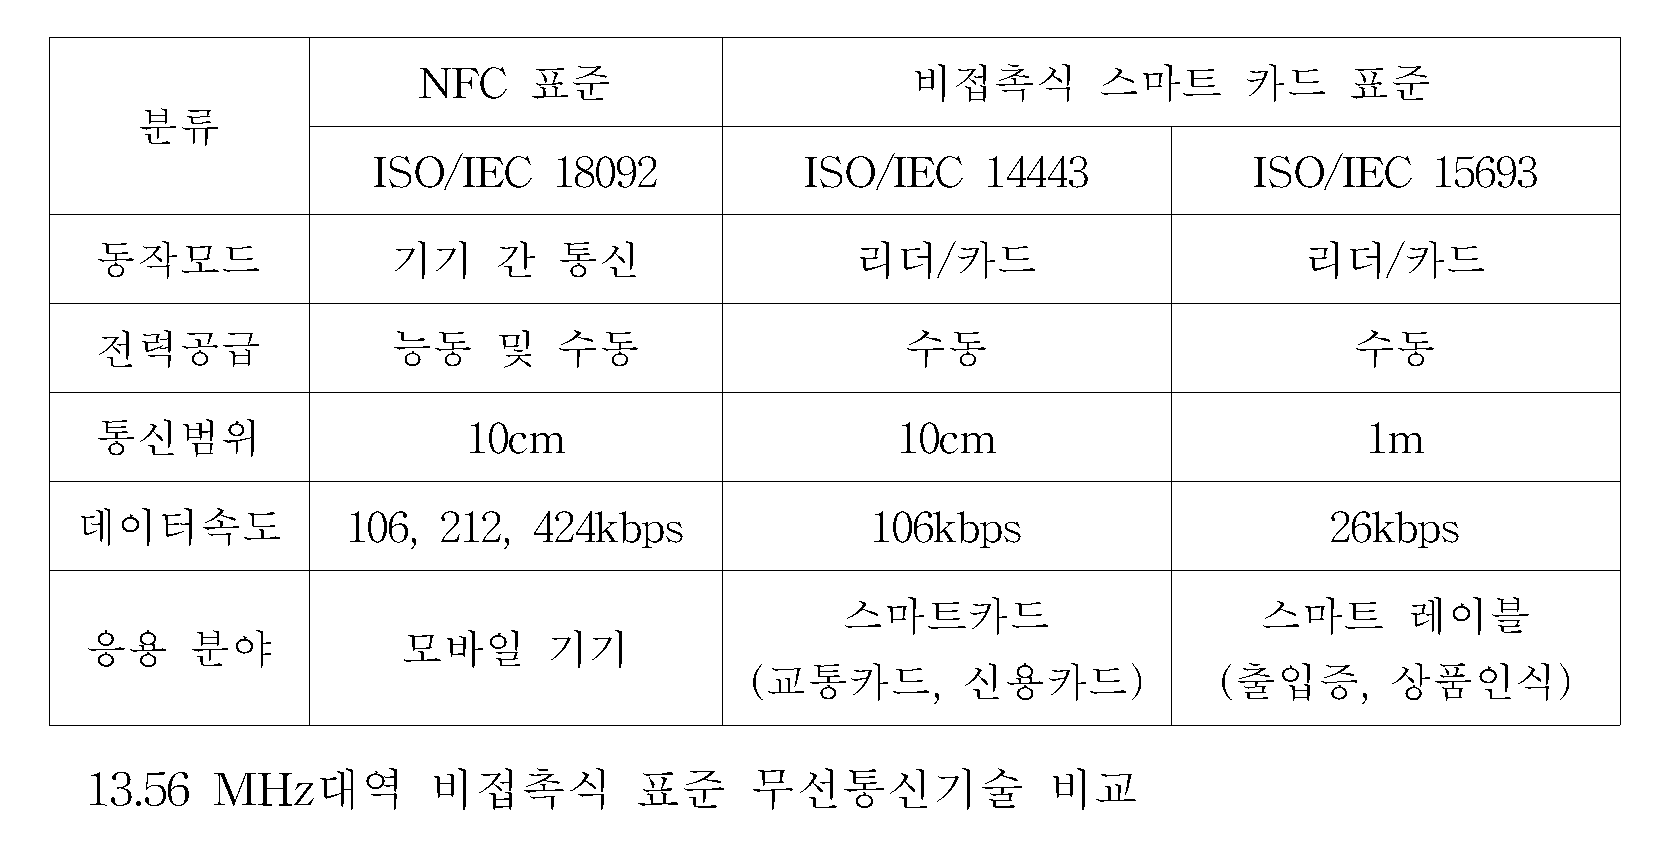 분류 NFC 표준 비접촉식 스마트 카드 표준
ISO/IEC 18092 ISO/IEC 14443 ISO/IEC 15693
동작모드 기기 간 통신 리더/카드 리더/카드
전력공급 능동 및 수동 수동 수동
통신범위 10cm 10cm 1m
데이터속도 106, 212, 424kbps 106kbps 26kbps
응용 분야 모바일 기기 스마트카드 스마트 레이블
(교통카드, 신용카드) (출입증, 상품인식)
13.56 MHz대역 비접촉식 표준 무선통신기술 비교